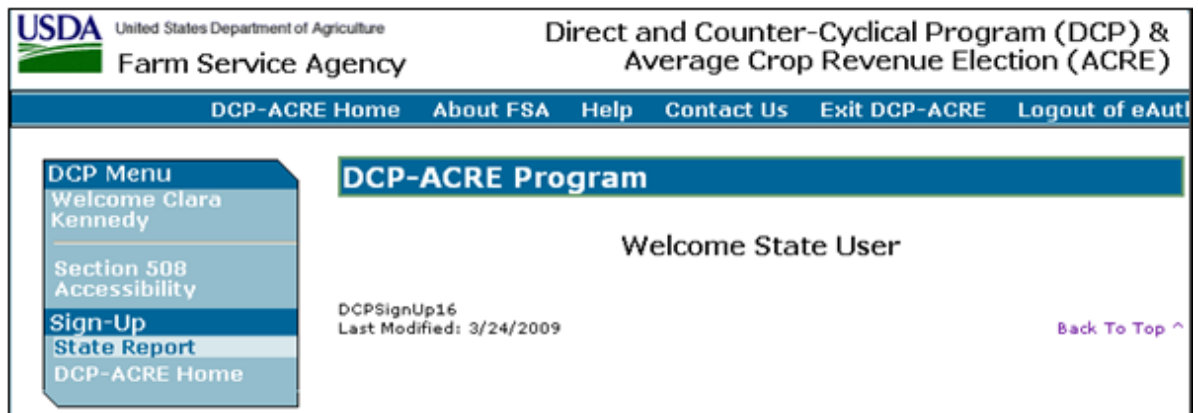 USDA United States Department of Agriculture
Farm Service Agency
Direct and Counter-Cyclical Program (DCP) &
Average Crop Revenue Election (ACRE)
DCP-ACRE Home About FSA Help Contact Us Exit DCP-ACRE Logout of eAuth
DCP Menu
Welcome Clara
Kennedy
Section 508
Accessibility
Sign-Up
State Report
DCP-ACRE Home
DCP-ACRE Program
Welcome State User
DCPSignUp16
Last Modified: 3/24/2009
Back To Top ^